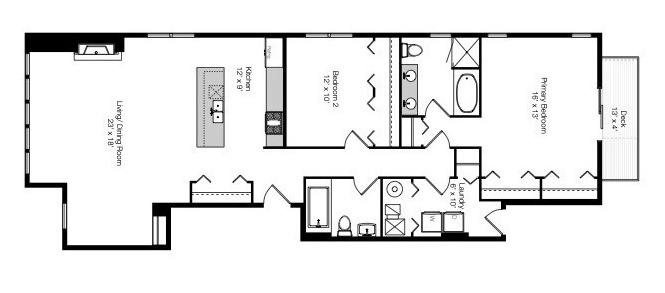 Living/ Dining Room
23' x 18'
Kitchen
12' x 9'
Pantry
Bedroom 2
12' x 10'
Primary Bedroom
16' x 13'
Deck
13' x 4'
Laundry
6' x 10'
W
D